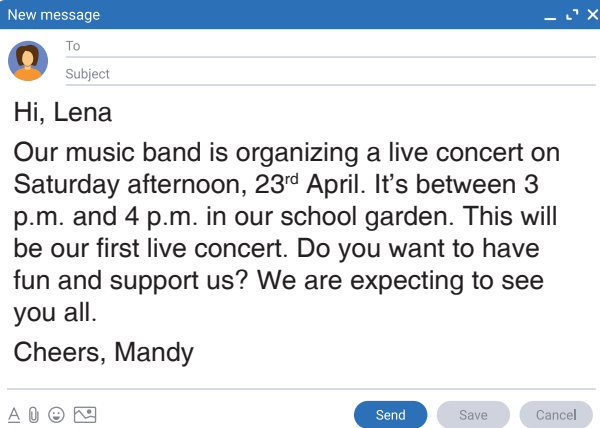 New message
To
Subject
Hi, Lena
Our music band is organizing a live concert on
Saturday afternoon, 23rd April. It's between 3
p.m. and 4 p.m. in our school garden. This will
be our first live concert. Do you want to have
fun and support us? We are expecting to see
you all.
Cheers, Mandy
A
Send Save Cancel